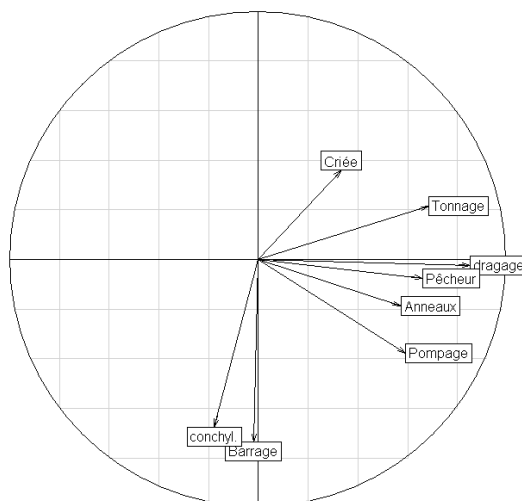 Criée
Tonnage
dragage
Pêcheur
Anneaux
Pompage
conchyl.
Barrage